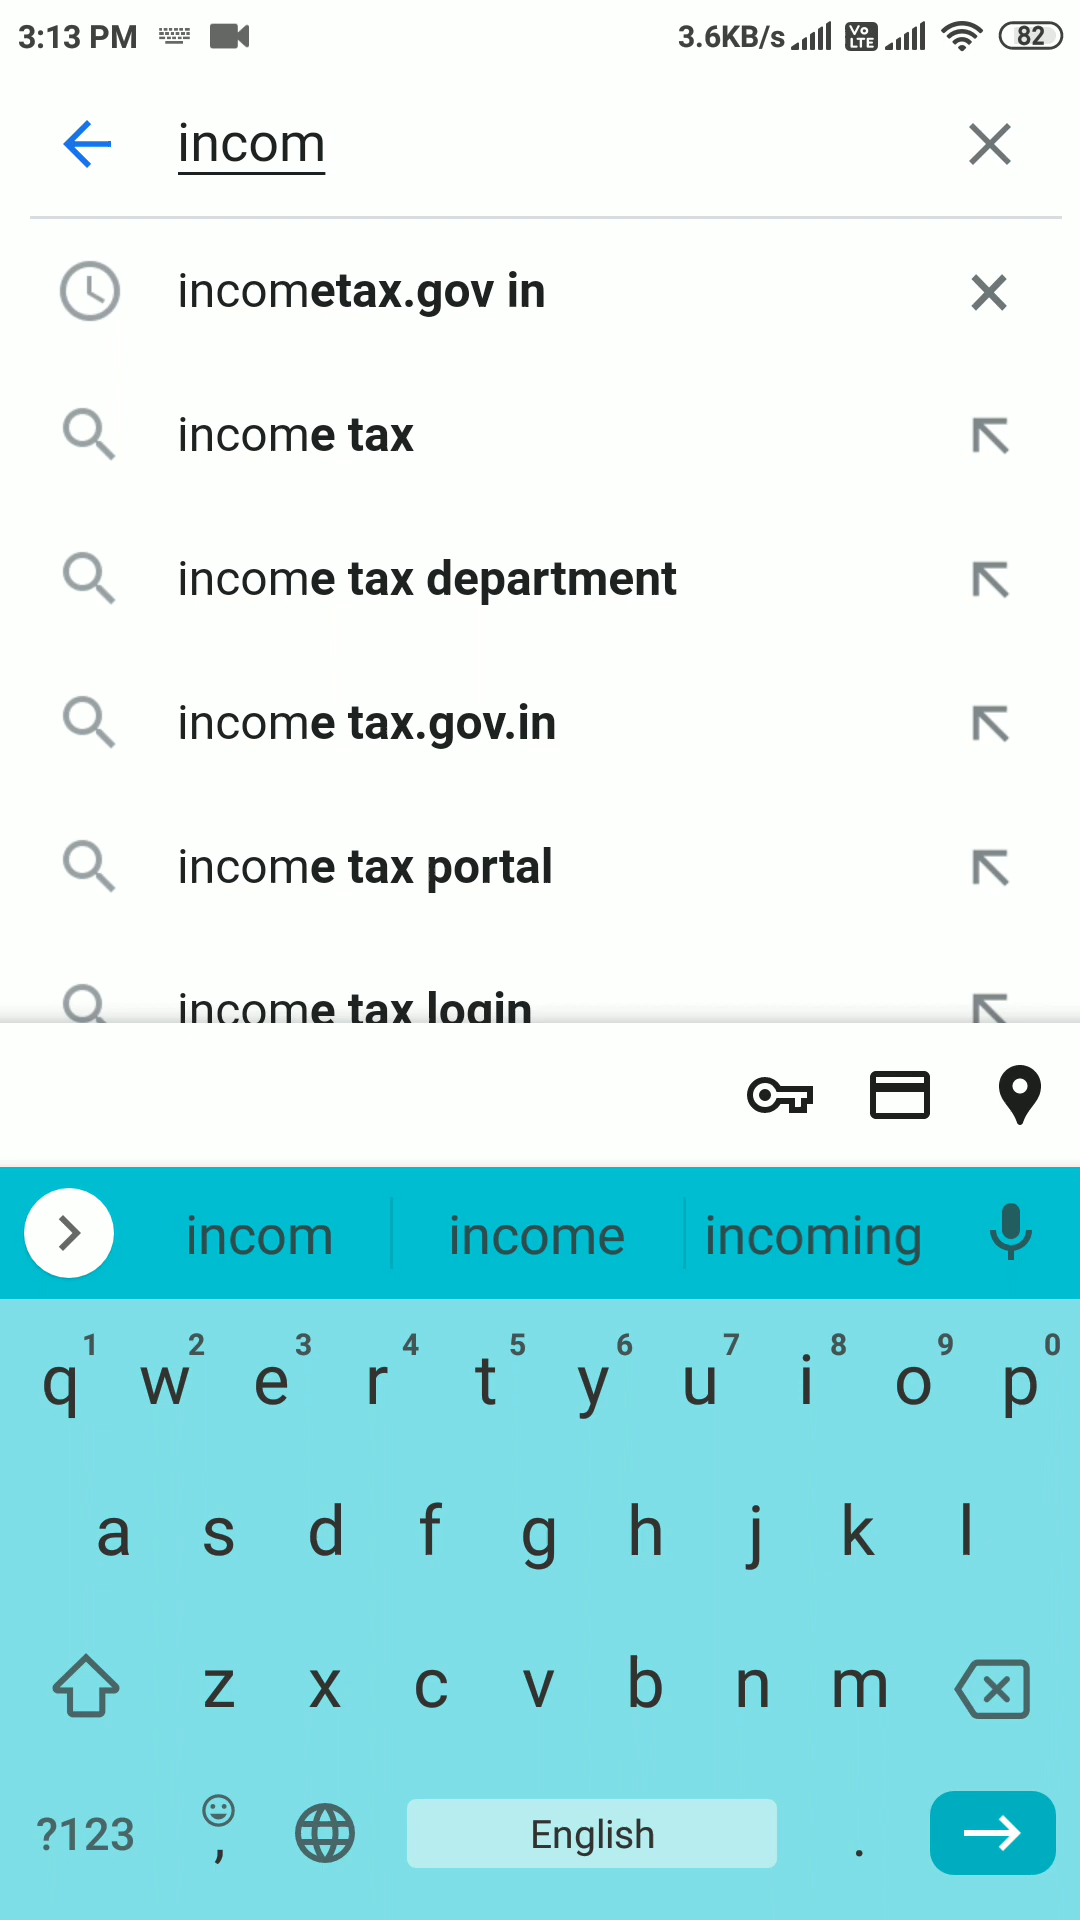 3:13 PM 3.6KB/s Vo LTE 82
incom
incometax.gov in
income tax
income tax department
income tax.gov.in
income tax portal
income tax login
incom income incoming
1 2 3 4 5 6 7 8 9 0
q w e r t y u i o p
a s d f g h j k l
z x c v b n m
?123 , English .